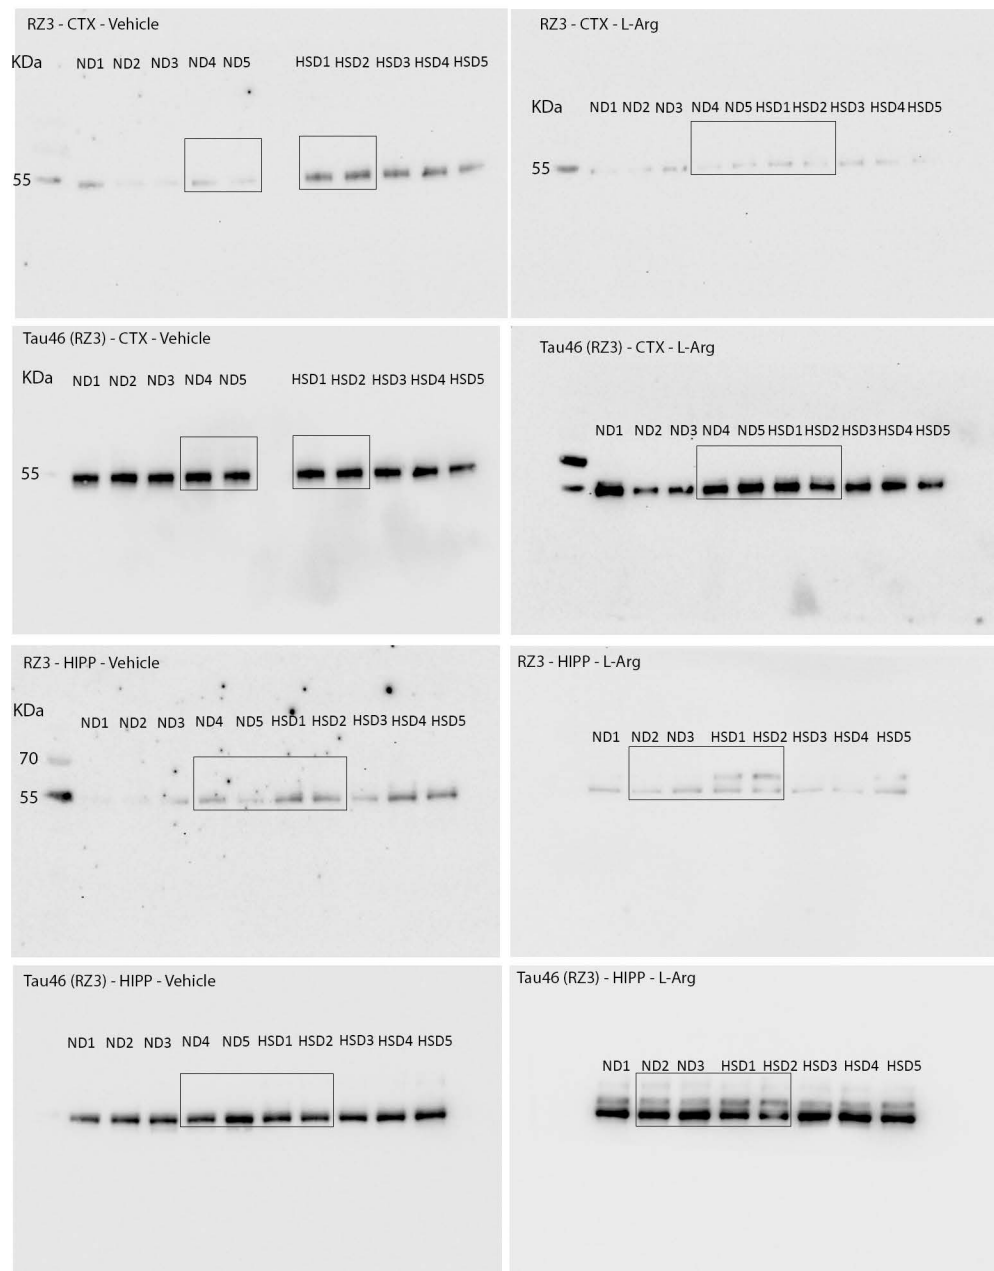 RZ3 - CTX - Vehicle
KDa ND1 ND2 ND3 ND4 ND5 HSD1 HSD2 HSD3 HSD4 HSD5
55
RZ3 - CTX - L-Arg
KDa ND1 ND2 ND3 ND4 ND5 HSD1 HSD2 HSD3 HSD4 HSD5
55
Tau46 (RZ3) - CTX - Vehicle
KDa ND1 ND2 ND3 ND4 ND5 HSD1 HSD2 HSD3 HSD4 HSD5
55
Tau46 (RZ3) - CTX - L-Arg
ND1 ND2 ND3 ND4 ND5 HSD1 HSD2 HSD3 HSD4 HSD5
RZ3 - HIPP - Vehicle
KDa ND1 ND2 ND3 ND4 ND5 HSD1 HSD2 HSD3 HSD4 HSD5
70
55
RZ3 - HIPP - L-Arg
ND1 ND2 ND3 HSD1 HSD2 HSD3 HSD4 HSD5
Tau46 (RZ3) - HIPP - Vehicle
ND1 ND2 ND3 ND4 ND5 HSD1 HSD2 HSD3 HSD4 HSD5
Tau46 (RZ3) - HIPP - L-Arg
ND1 ND2 ND3 HSD1 HSD2 HSD3 HSD4 HSD5